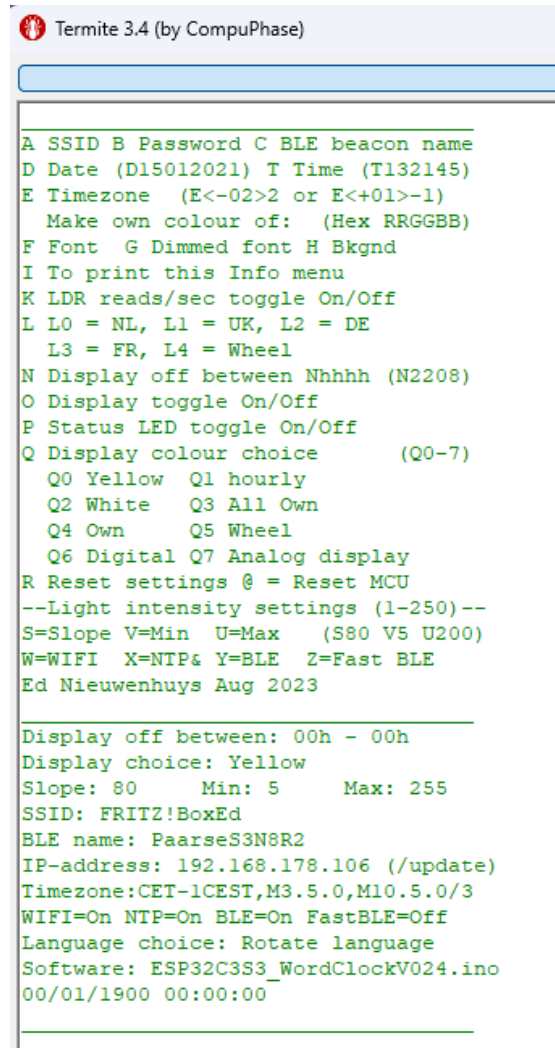 Termite 3.4 (by CompuPhase)
A SSID B Password C BLE beacon name
D Date (D15012021) T Time (T132145)
E Timezone  (E<-02>2 or E<+01>-1)
  Make own colour of:  (Hex RRGGBB)
F Font  G Dimmed font H Bkgnd
I To print this Info menu
K LDR reads/sec toggle On/Off
L L0 = NL, L1 = UK, L2 = DE
  L3 = FR, L4 = Wheel
N Display off between Nhhhh (N2208)
O Display toggle On/Off
P Status LED toggle On/Off
Q Display colour choice      (Q0-7)
  Q0 Yellow  Q1 hourly
  Q2 White   Q3 All Own
  Q4 Own     Q5 Wheel
  Q6 Digital Q7 Analog display
R Reset settings @ = Reset MCU
--Light intensity settings (1-250)--
S=Slope V=Min  U=Max   (S80 V5 U200)
W=WIFI  X=NTP& Y=BLE  Z=Fast BLE
Ed Nieuwenhuys Aug 2023
Display off between: 00h - 00h
Display choice: Yellow
Slope: 80     Min: 5     Max: 255
SSID: FRITZ!BoxEd
BLE name: PaarseS3N8R2
IP-address: 192.168.178.106 (/update)
Timezone:CET-1CEST,M3.5.0,M10.5.0/3
WIFI=On NTP=On BLE=On FastBLE=Off
Language choice: Rotate language
Software: ESP32C3S3_WordClockV024.ino
00/01/1900 00:00:00